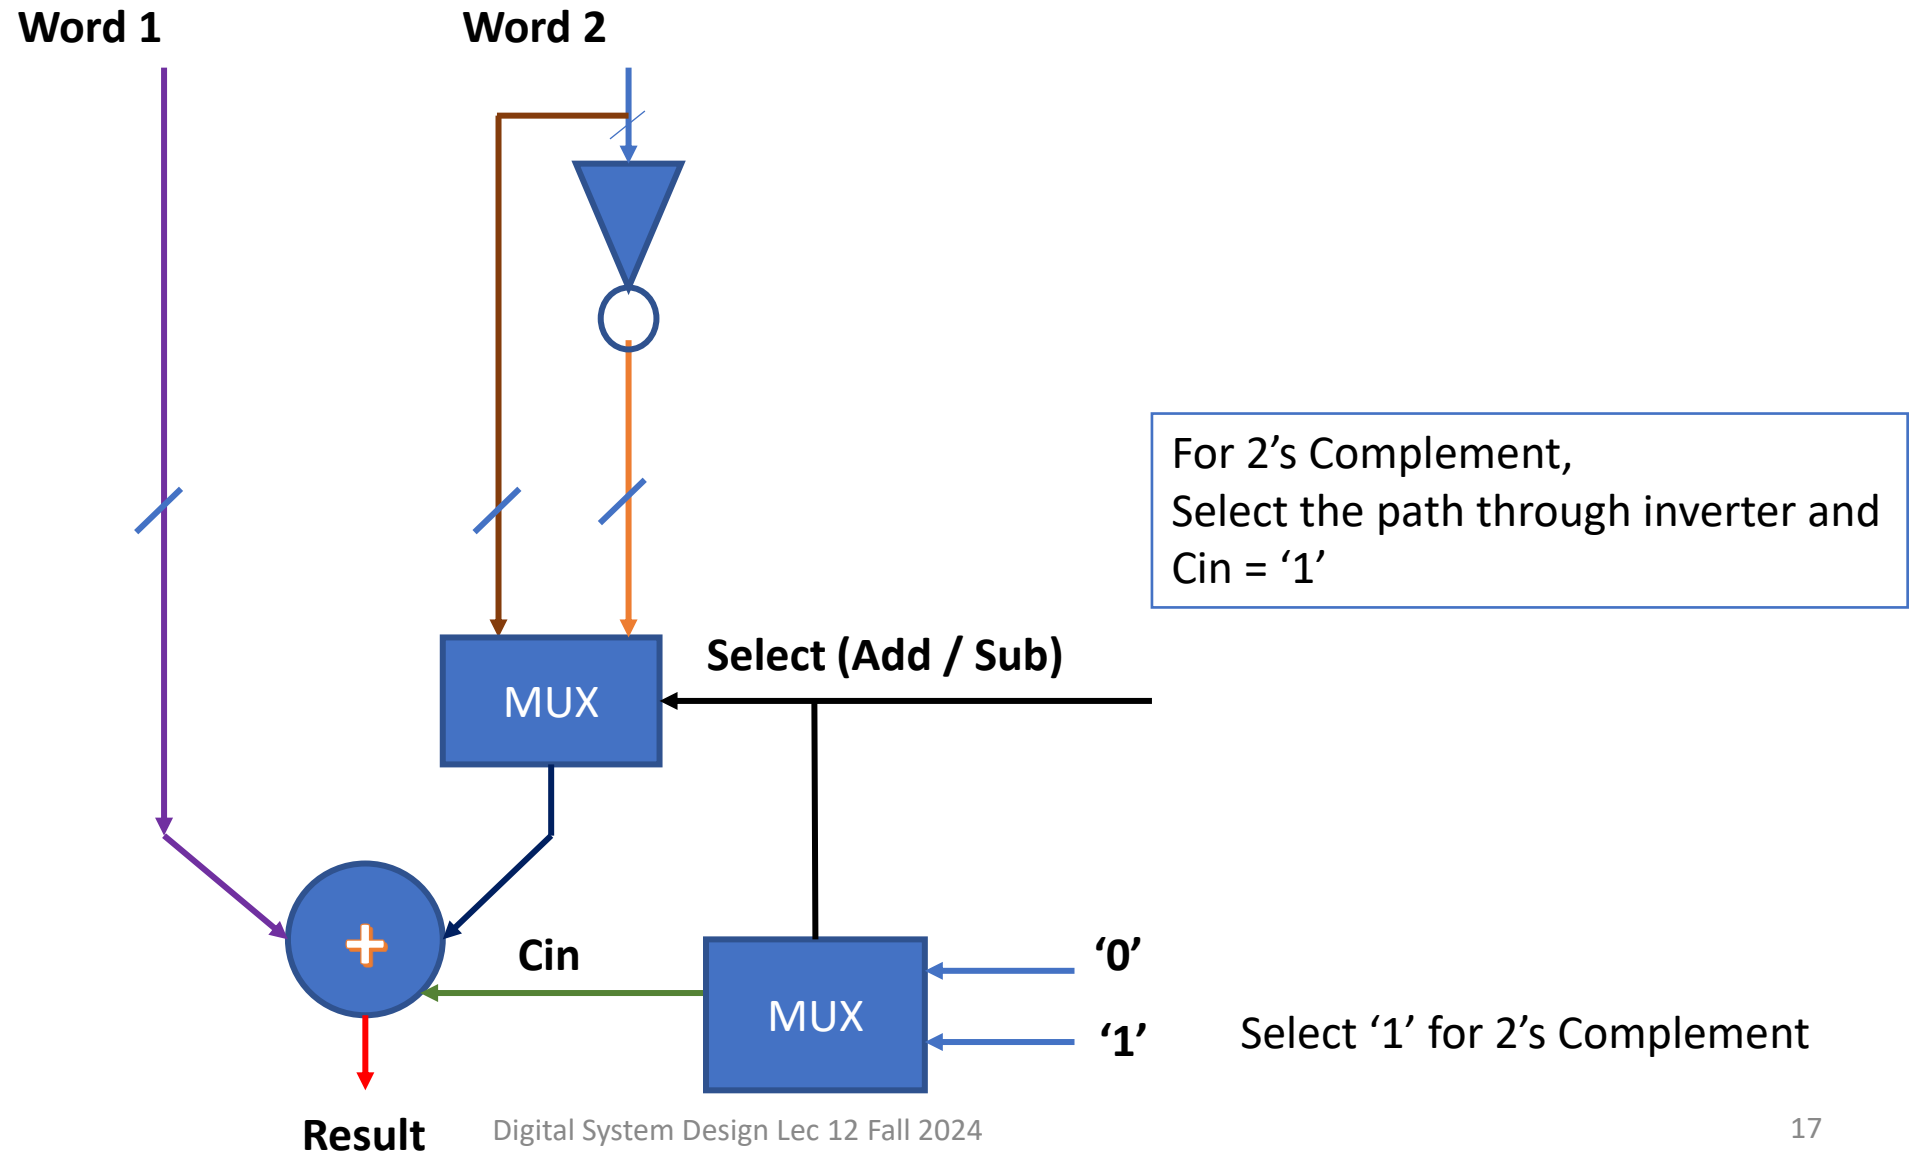 Word 1
Word 2
For 2’s Complement,
Select the path through inverter and
Cin = ‘1’
Select (Add / Sub)
MUX
+
Cin
MUX
‘0’
‘1’
Select ‘1’ for 2’s Complement
Result
Digital System Design Lec 12 Fall 2024
17